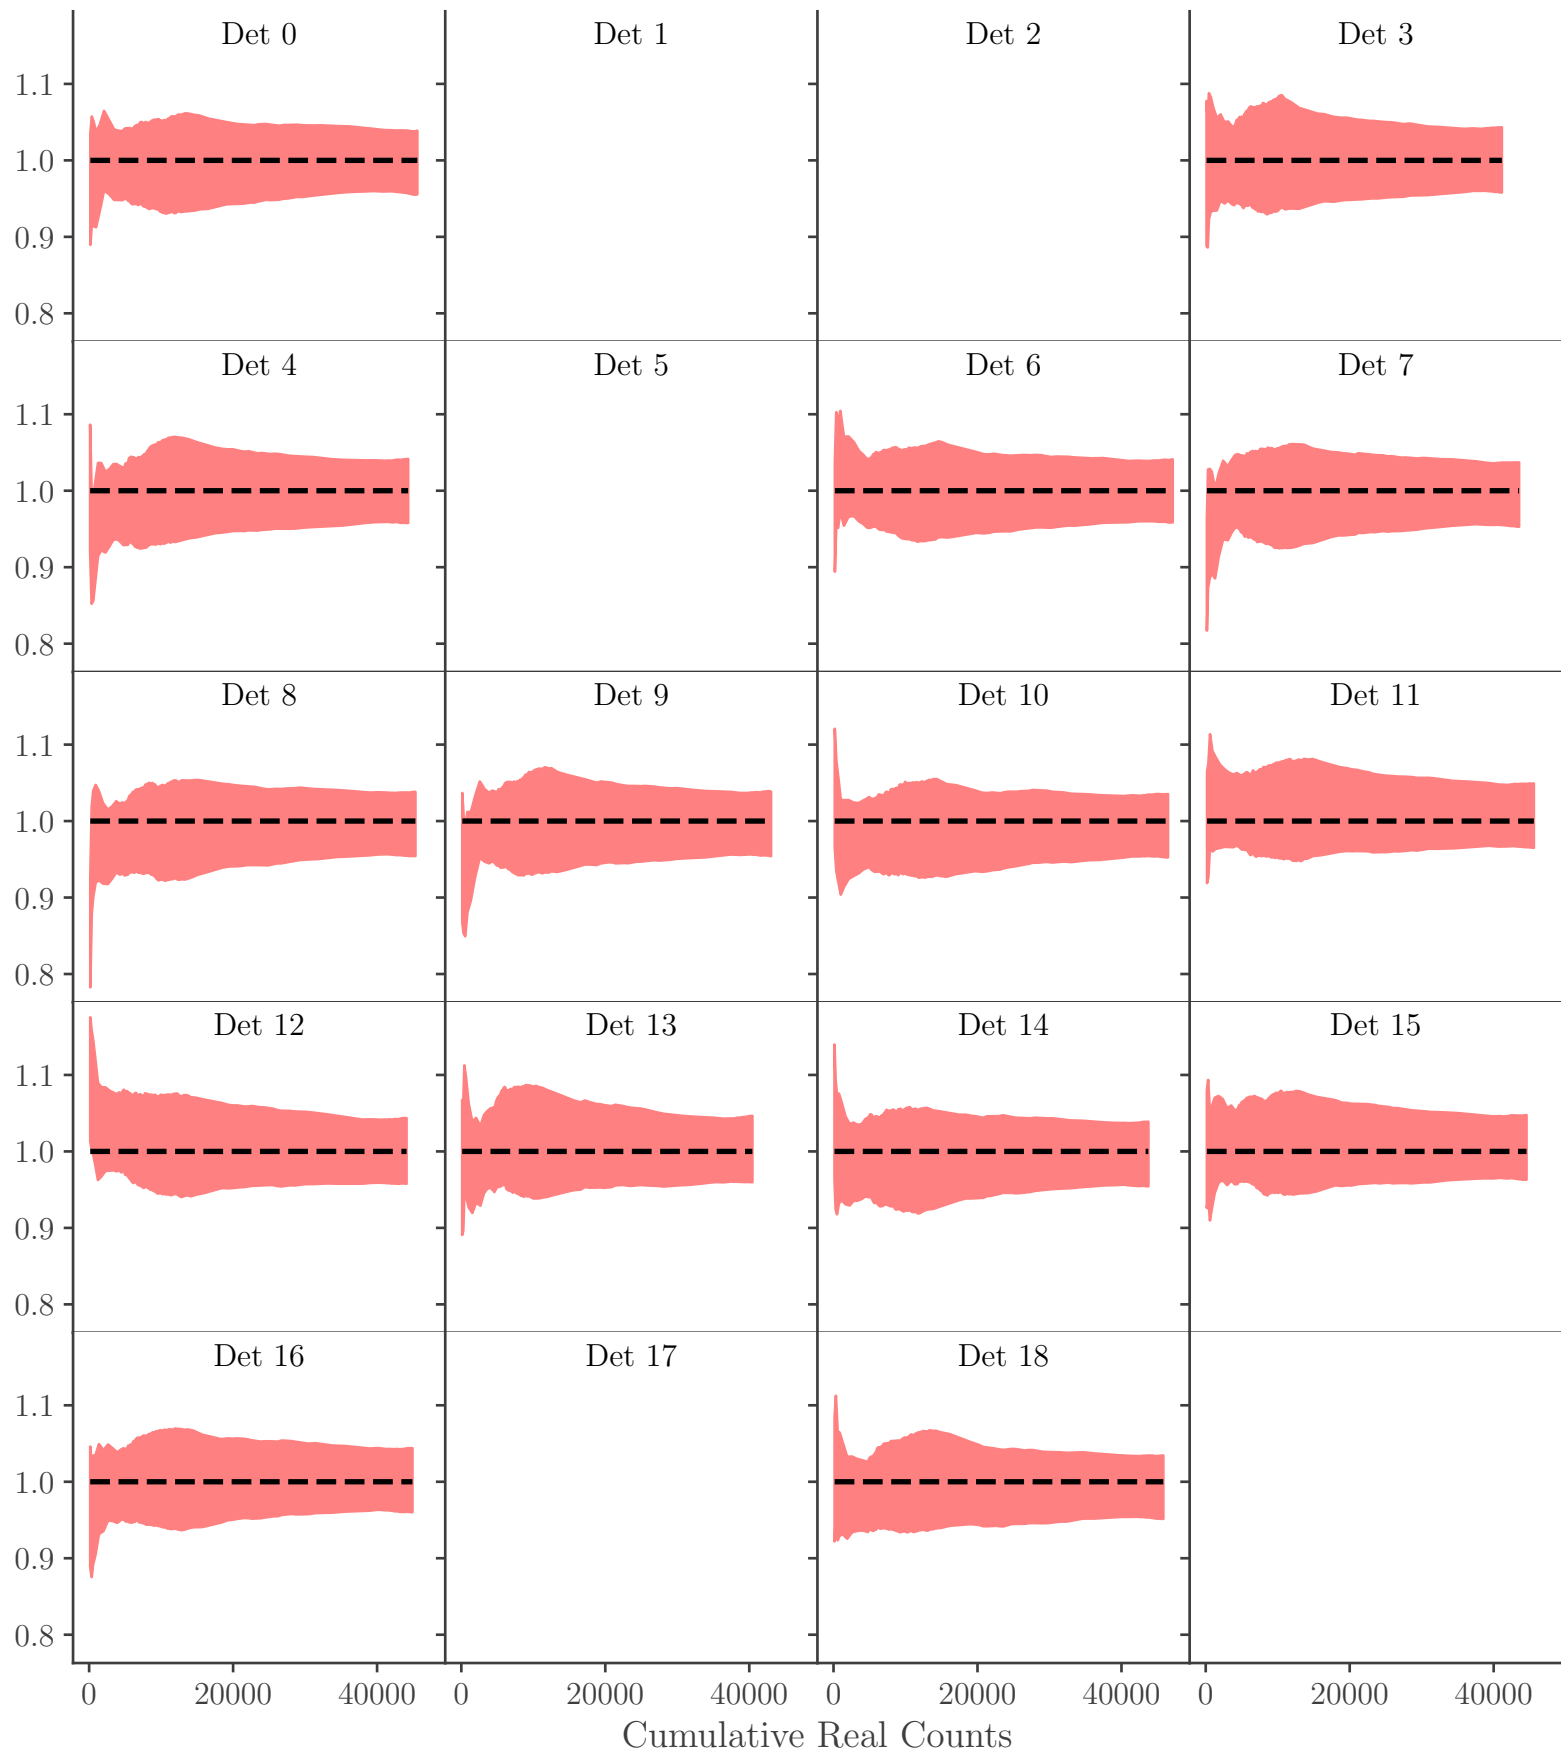 Det 0 Det 1 Det 2 Det 3
1.1
1.0
0.9
0.8
Det 4 Det 5 Det 6 Det 7
1.1
1.0
0.9
0.8
Det 8 Det 9 Det 10 Det 11
1.1
1.0
0.9
0.8
Det 12 Det 13 Det 14 Det 15
1.1
1.0
0.9
0.8
Det 16 Det 17 Det 18
1.1
1.0
0.9
0.8
0 20000 40000 0 20000 40000 0 20000 40000 0 20000 40000
Cumulative Real Counts